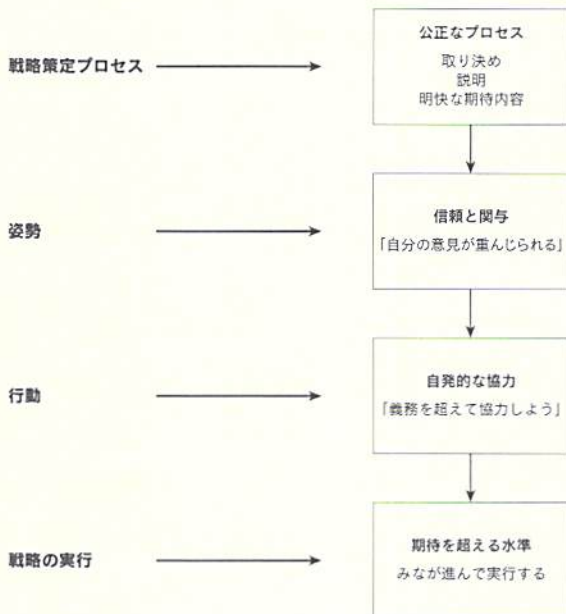 戦略策定プロセス
公正なプロセス
取り決め
説明
明快な期待内容
姿勢
信頼と関与
「自分の意見が重んじられる」
行動
自発的な協力
「義務を超えて協力しよう」
戦略の実行
期待を超える水準
みなが進んで実行する